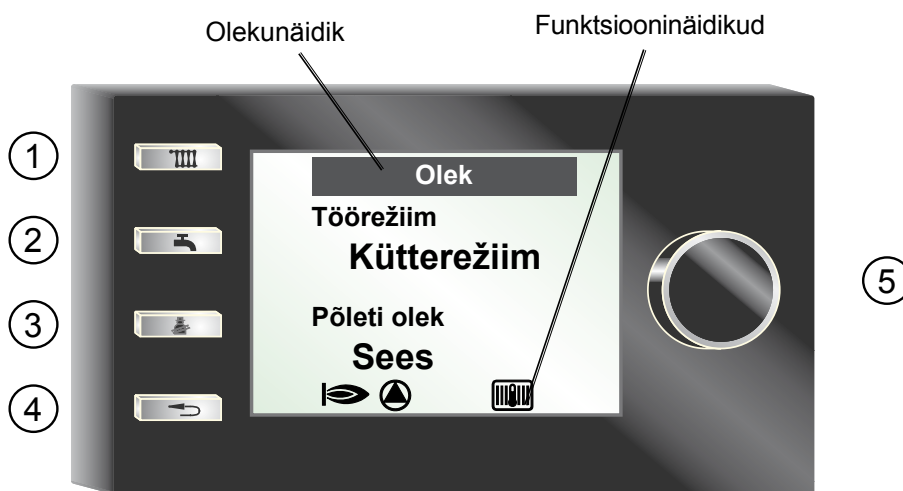 Olekunäidik
Funktsiooninäidikud
1
2
3
4
5
Olek
Töörežiim
Kütterežiim
Põleti olek
Sees